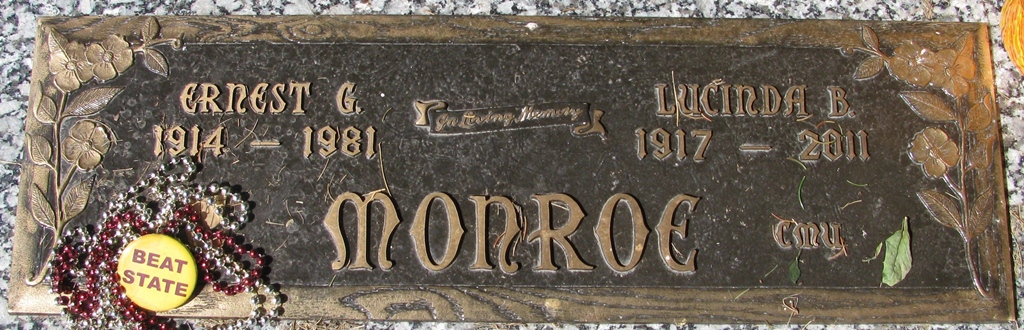 ERNEST G.
1914 – 1981
In Loving Memory
LUCINDA B.
1917 – 2011
MONROE
CMU
BEAT
STATE